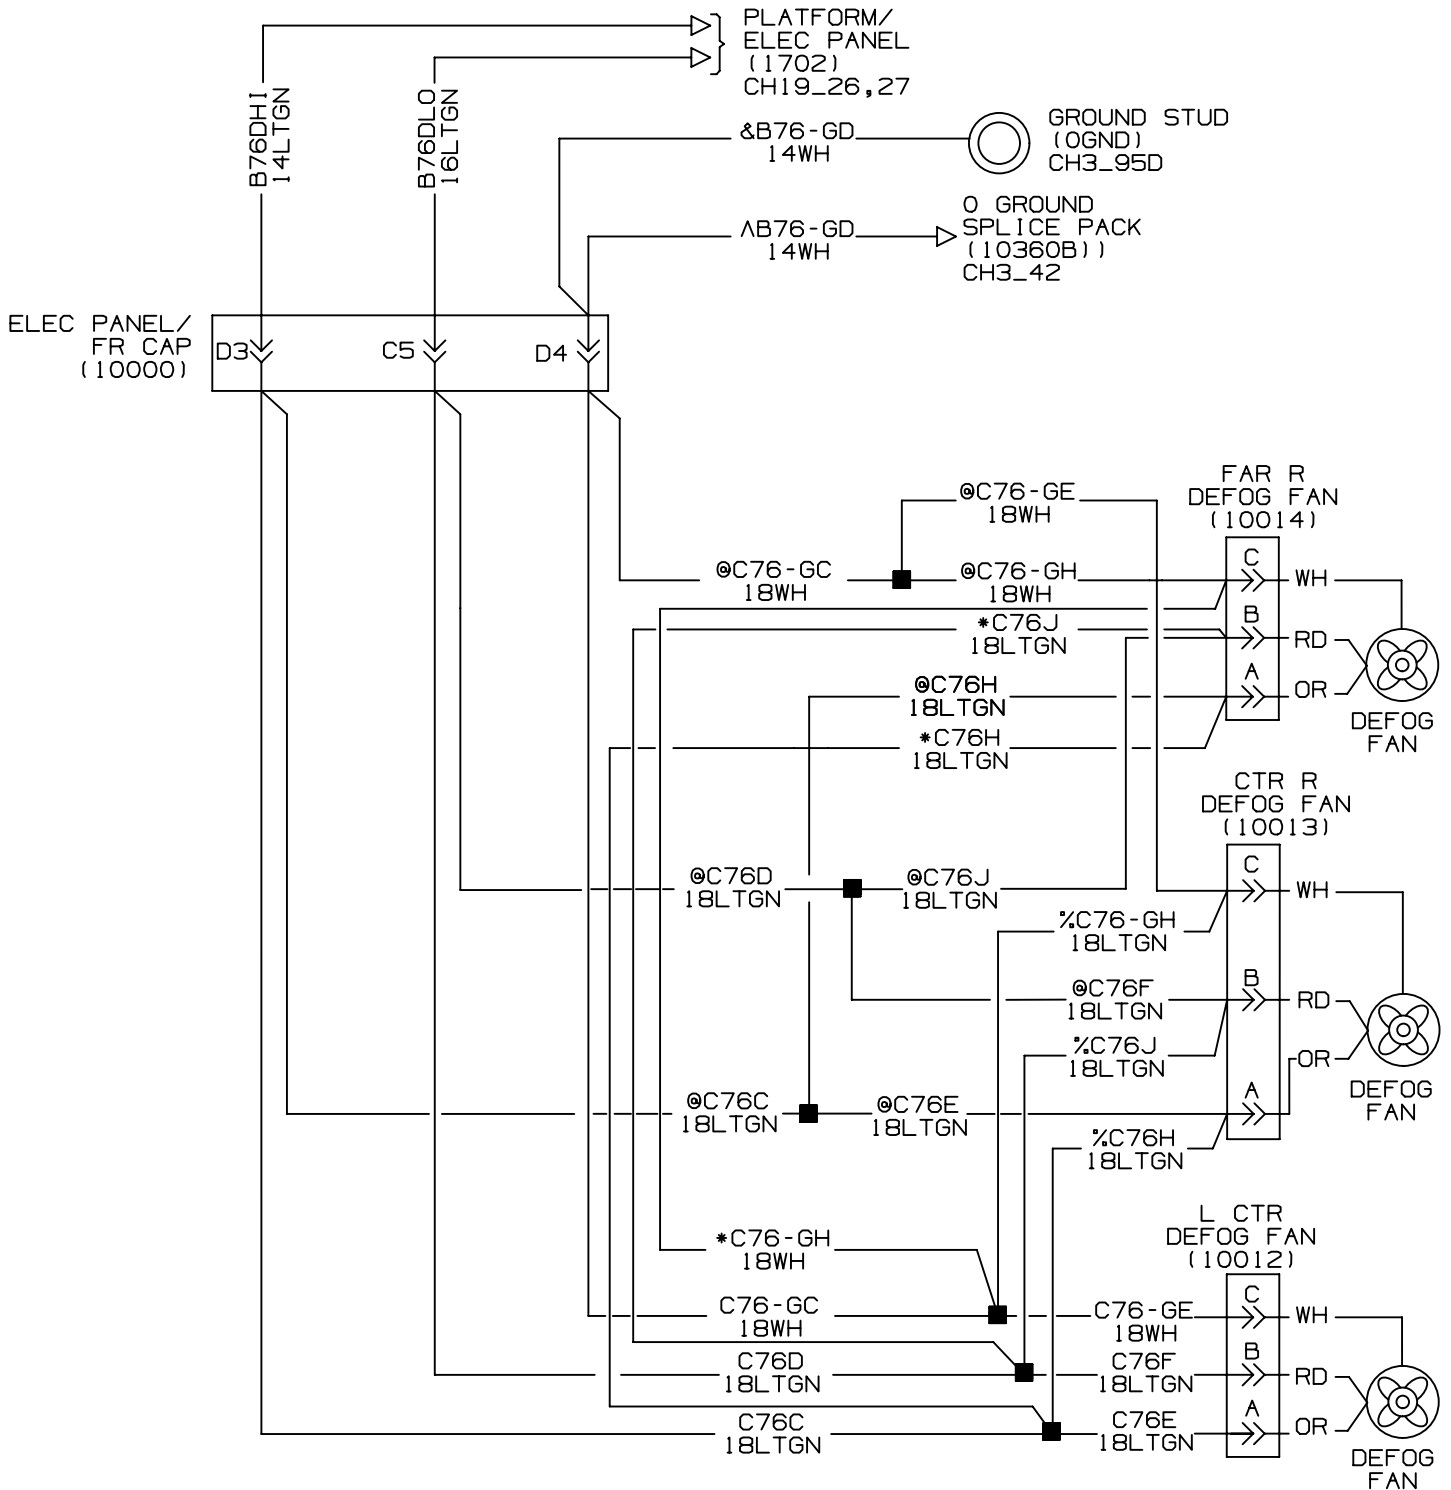 PLATFORM/
ELEC PANEL
(1702)
CH19_26,27
B76DHI
14LTGN
B76DLO
16LTGN
&B76-GD
14WH
GROUND STUD
(0GND)
CH3_95D
ΛB76-GD
14WH
0 GROUND
SPLICE PACK
(10360B))
CH3_42
ELEC PANEL/
FR CAP
(10000)
D3
C5
D4
FAR R
DEFOG FAN
(10014)
@C76-GE
18WH
@C76-GC
18WH
@C76-GH
18WH
C
WH
*C76J
18LTGN
B
RD
@C76H
18LTGN
A
OR
*C76H
18LTGN
DEFOG
FAN
CTR R
DEFOG FAN
(10013)
@C76D
18LTGN
@C76J
18LTGN
C
WH
%C76-GH
18LTGN
@C76F
18LTGN
B
RD
%C76J
18LTGN
OR
@C76C
18LTGN
@C76E
18LTGN
A
DEFOG
FAN
%C76H
18LTGN
L CTR
DEFOG FAN
(10012)
*C76-GH
18WH
C76-GC
18WH
C76-GE
18WH
C
WH
C76D
18LTGN
C76F
18LTGN
B
RD
C76C
18LTGN
C76E
18LTGN
A
OR
DEFOG
FAN